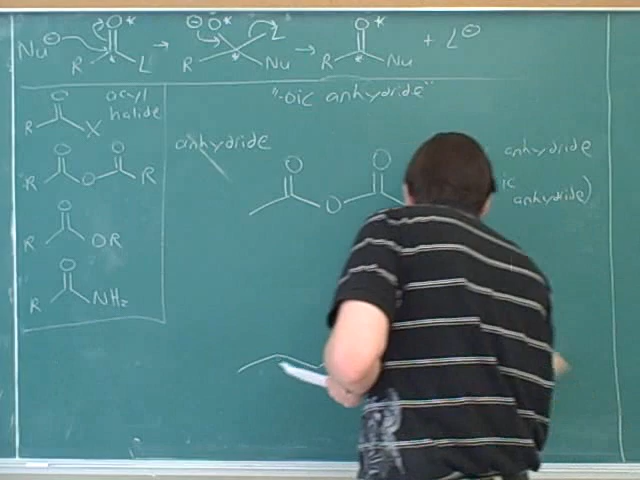 Nu⊖ O* R L → ⊖O O* L R Nu → O* R Nu + L⊖
O acyl halide
R X
"-oic anhydride"
anhydride
O O
R O R
O O
O
anhydride
ic
anhydride)
O
R OR
O
R NH₂